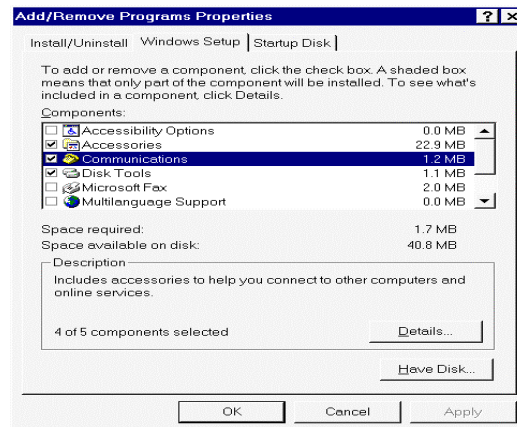 Add/Remove Programs Properties
Install/Uninstall Windows Setup Startup Disk
To add or remove a component, click the check box. A shaded box
means that only part of the component will be installed. To see what's
included in a component, click Details.
Components:
Accessibility Options 0.0 MB
Accessories 22.9 MB
Communications 1.2 MB
Disk Tools 1.1 MB
Microsoft Fax 2.0 MB
Multilanguage Support 0.0 MB
Space required: 1.7 MB
Space available on disk: 40.8 MB
Description
Includes accessories to help you connect to other computers and
online services.
4 of 5 components selected Details...
Have Disk...
OK Cancel Apply